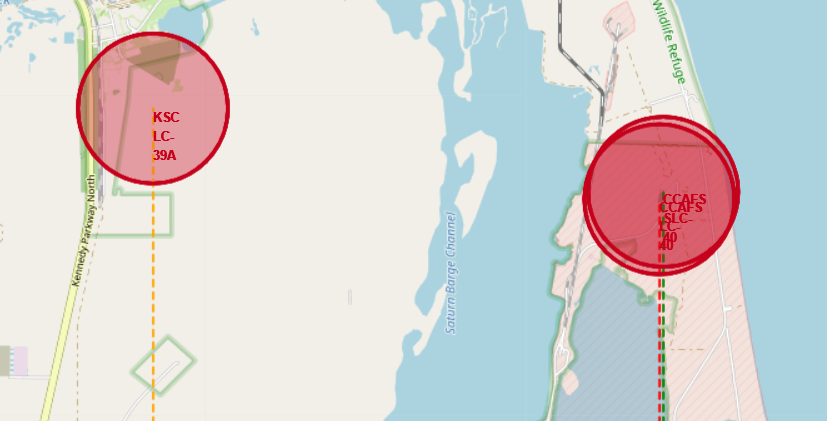 Wildlife Refuge
KSC
LC-
39A
Kennedy Parkway North
Saturn Barge Channel
CCAFS
SLC-
40
CCAFS
LC-
40